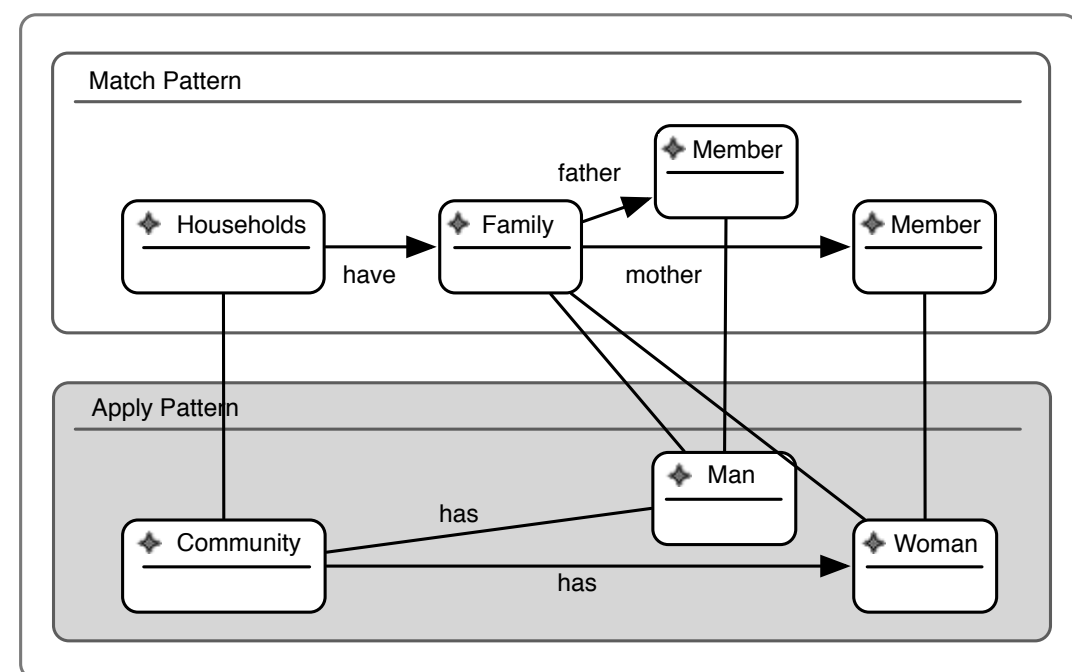 Match Pattern
Member
father
Households
Family
Member
have
mother
Apply Pattern
Man
has
Community
Woman
has